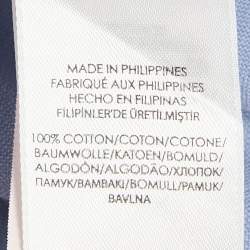 MADE IN PHILIPPINES
FABRIQUÉ AUX PHILIPPINES
HECHO EN FILIPINAS
FİLİPİNLER'DE ÜRETİLMİŞTİR
100% COTTON/COTON/COTONE/
BAUMWOLLE/KATOEN/BOMULD/
ALGODÓN/ALGODÃO/ХЛОПОК/
ПАМУК/BAMBAKI/BOMULL/PAMUK/
BAVLNA